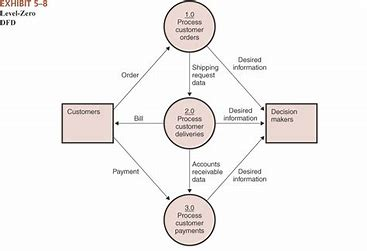 EXHIBIT 5-8
Level-Zero
DFD
1.0
Process
customer
orders
Order
Shipping
request
data
Desired
information
Customers
Bill
2.0
Process
customer
deliveries
Desired
information
Decision
makers
Payment
Accounts
receivable
data
Desired
information
3.0
Process
customer
payments